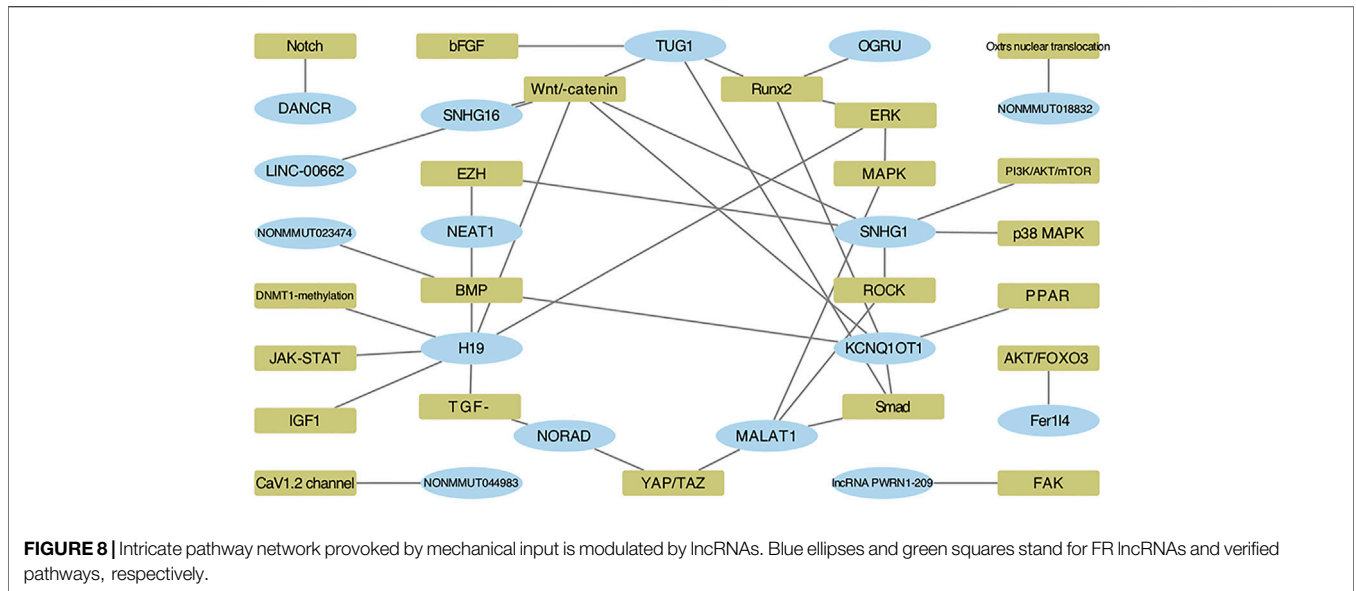 Notch
bFGF
TUG1
OGRU
Oxtrs nuclear translocation
Wnt/-catenin
Runx2
DANCR
SNHG16
ERK
NONMMUT018832
LINC-00662
EZH
MAPK
PI3K/AKT/mTOR
NONMMUT023474
NEAT1
SNHG1
p38 MAPK
DNMT1-methylation
BMP
ROCK
PPAR
JAK-STAT
H19
KCNQ1OT1
AKT/FOXO3
IGF1
TGF-
Smad
Fer1l4
NORAD
MALAT1
CaV1.2 channel
NONMMUT044983
YAP/TAZ
lncRNA PWRN1-209
FAK
FIGURE 8 | Intricate pathway network provoked by mechanical input is modulated by lncRNAs. Blue ellipses and green squares stand for FR lncRNAs and verified
pathways, respectively.